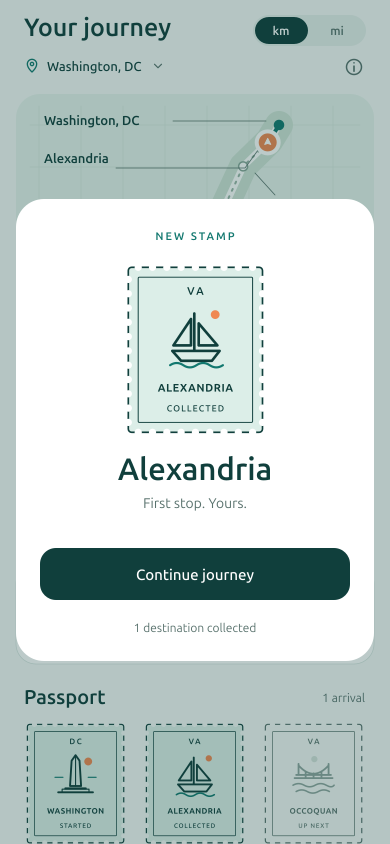 Your journey
km
mi
Washington, DC
Washington, DC
Alexandria
NEW STAMP
VA
ALEXANDRIA
COLLECTED
Alexandria
First stop. Yours.
Continue journey
1 destination collected
Passport
1 arrival
DC
WASHINGTON
STARTED
VA
ALEXANDRIA
COLLECTED
VA
OCCOQUAN
UP NEXT